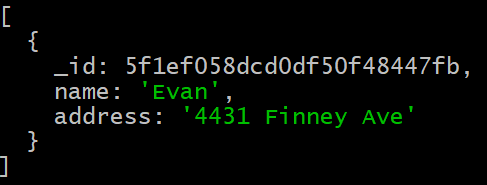 [
  {
    _id: 5f1ef058dcd0df50f48447fb,
    name: 'Evan',
    address: '4431 Finney Ave'
  }
]